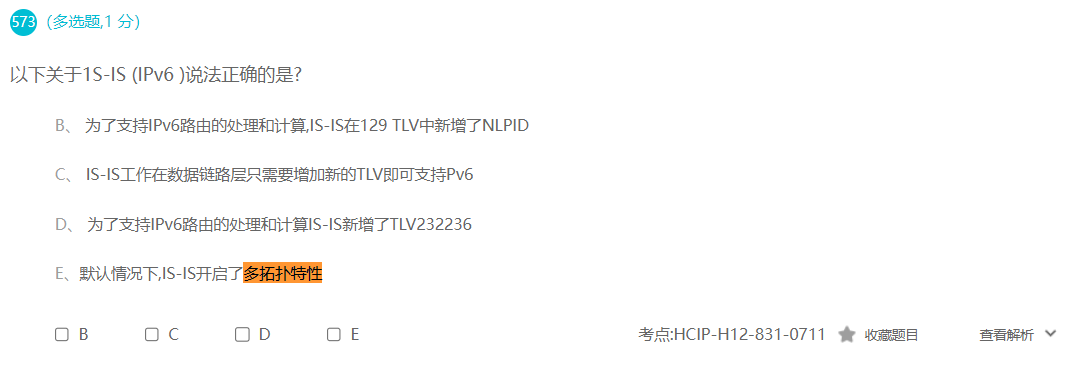 573 (多选题,1 分)
以下关于1S-IS (IPv6 )说法正确的是?
B、 为了支持IPv6路由的处理和计算,IS-IS在129 TLV中新增了NLPID
C、 IS-IS工作在数据链路层只需要增加新的TLV即可支持Pv6
D、 为了支持IPv6路由的处理和计算IS-IS新增了TLV232236
E、默认情况下,IS-IS开启了多拓扑特性
B C D E 考点:HCIP-H12-831-0711 收藏题目 查看解析